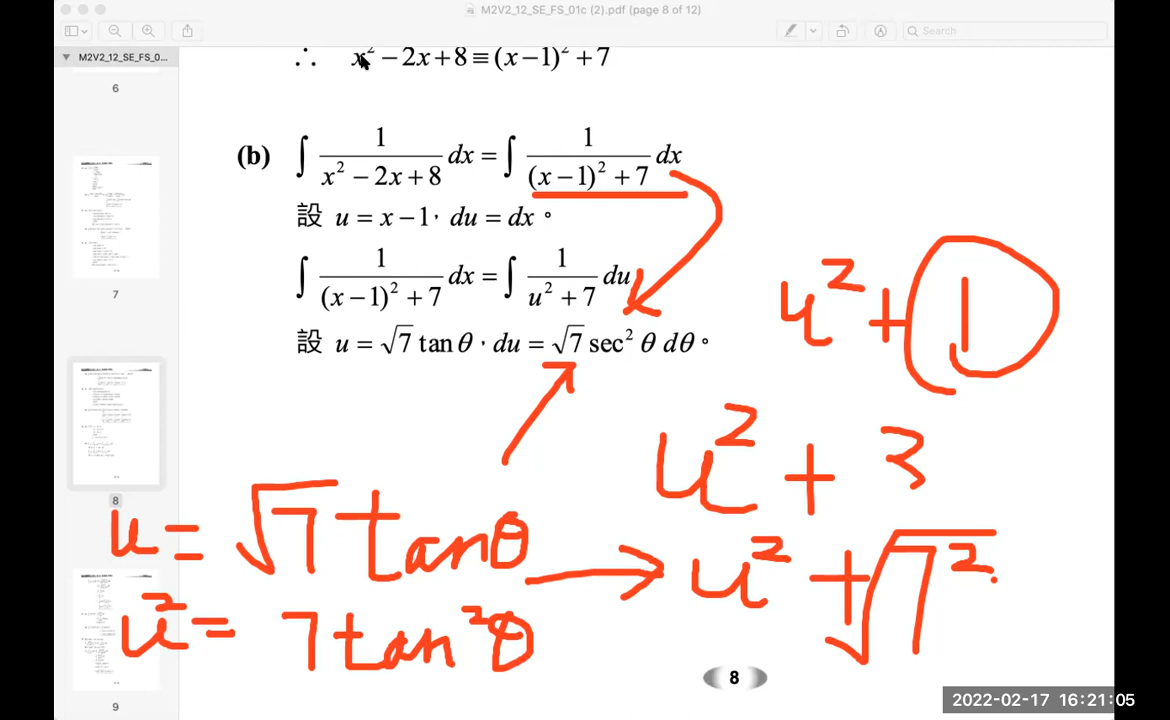 M2V2_12_SE_FS_01c (2).pdf (page 8 of 12)
Search
M2V2_12_SE_FS_0...
6
7
8
9
∴ x² − 2x + 8 ≡ (x − 1)² + 7
(b) ∫ 1/(x² − 2x + 8) dx = ∫ 1/((x − 1)² + 7) dx
設 u = x − 1，du = dx。
∫ 1/((x − 1)² + 7) dx = ∫ 1/(u² + 7) du
設 u = √7 tan θ，du = √7 sec² θ dθ。
u² + 1
u² + 3
u = √7 tanθ
u² + √7²
u² = 7tan²θ
8
2022-02-17 16:21:05